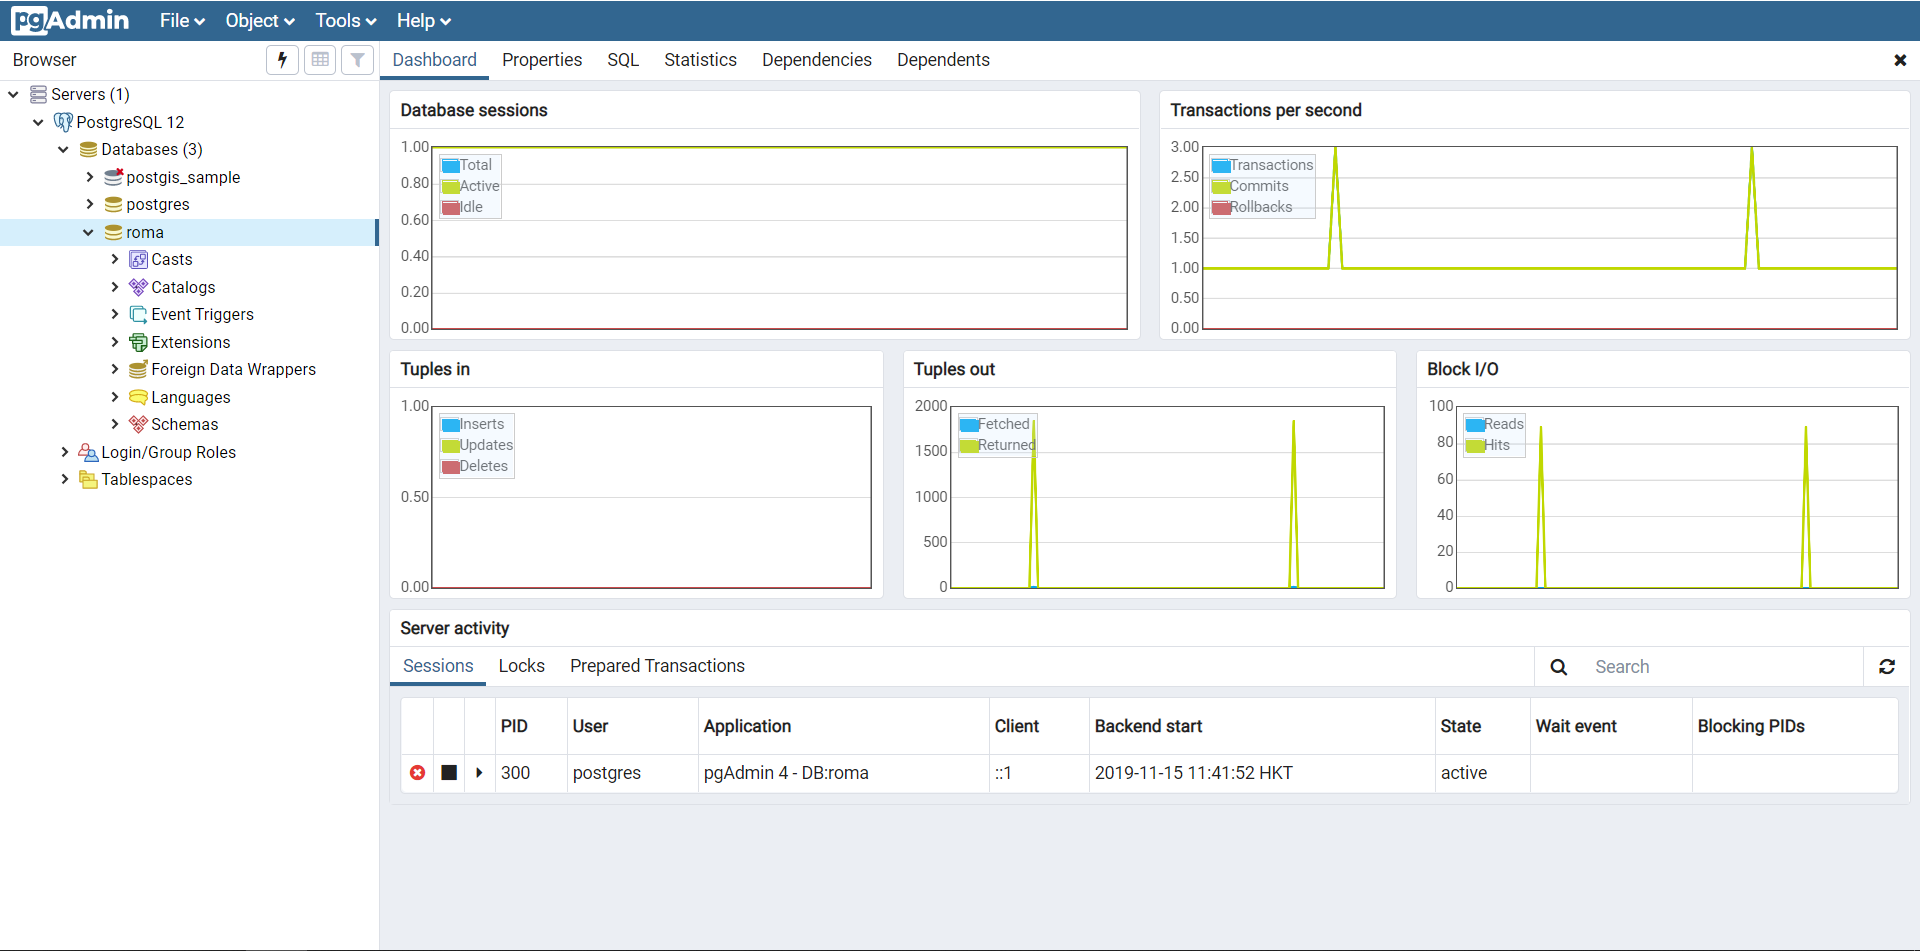 pgAdmin File Object Tools Help
Browser
Dashboard Properties SQL Statistics Dependencies Dependents
Servers (1)
PostgreSQL 12
Databases (3)
postgis_sample
postgres
roma
Casts
Catalogs
Event Triggers
Extensions
Foreign Data Wrappers
Languages
Schemas
Login/Group Roles
Tablespaces
Database sessions
1.00
0.80
0.60
0.40
0.20
0.00
Total
Active
Idle
Transactions per second
3.00
2.50
2.00
1.50
1.00
0.50
0.00
Transactions
Commits
Rollbacks
Tuples in
1.00
0.50
0.00
Inserts
Updates
Deletes
Tuples out
2000
1500
1000
500
0
Fetched
Returned
Block I/O
100
80
60
40
20
0
Reads
Hits
Server activity
Sessions Locks Prepared Transactions Search
PID User Application Client Backend start State Wait event Blocking PIDs
300 postgres pgAdmin 4 - DB:roma ::1 2019-11-15 11:41:52 HKT active